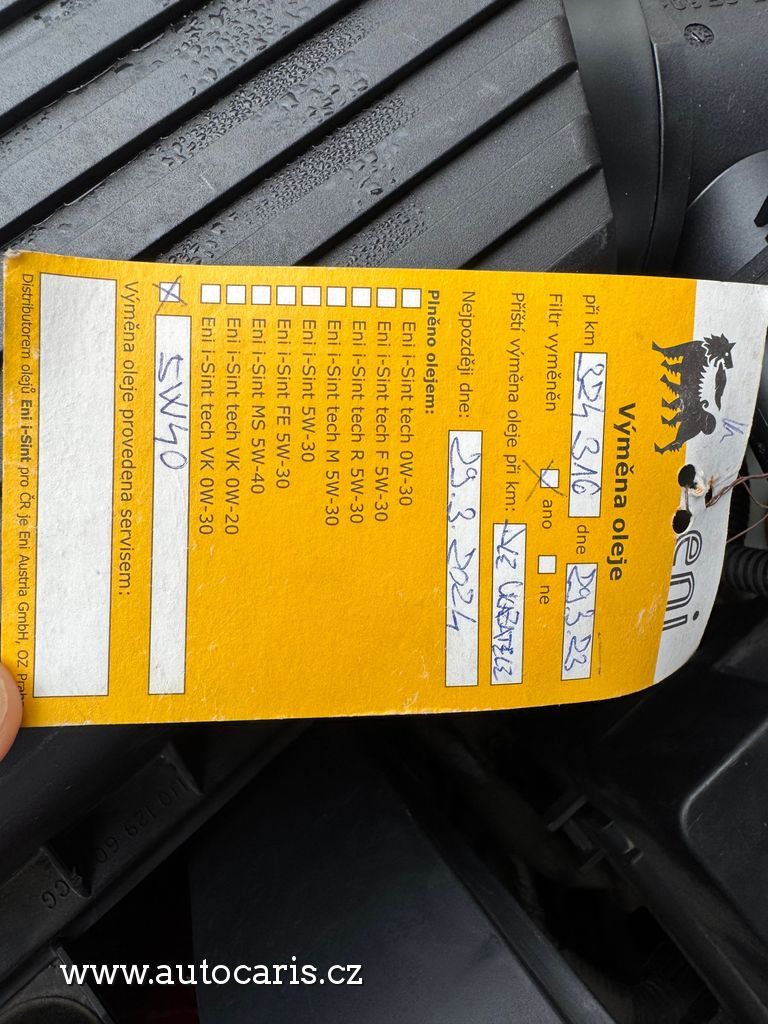 eni
Výměna oleje
při km 324 316 dne 29.3.23
Filtr vyměněn ano ne
Příští výměna oleje při km: DLE UKAZATELE
Nejpozději dne: 29.3.2024
Plněno olejem:
Eni i-Sint tech 0W-30
Eni i-Sint tech F 5W-30
Eni i-Sint tech R 5W-30
Eni i-Sint tech M 5W-30
Eni i-Sint 5W-30
Eni i-Sint FE 5W-30
Eni i-Sint MS 5W-40
Eni i-Sint tech VK 0W-20
Eni i-Sint tech VK 0W-30
5W40
Výměna oleje provedena servisem:
Distributorem olejů Eni i-Sint pro ČR je Eni Austria GmbH, OZ
www.autocaris.cz